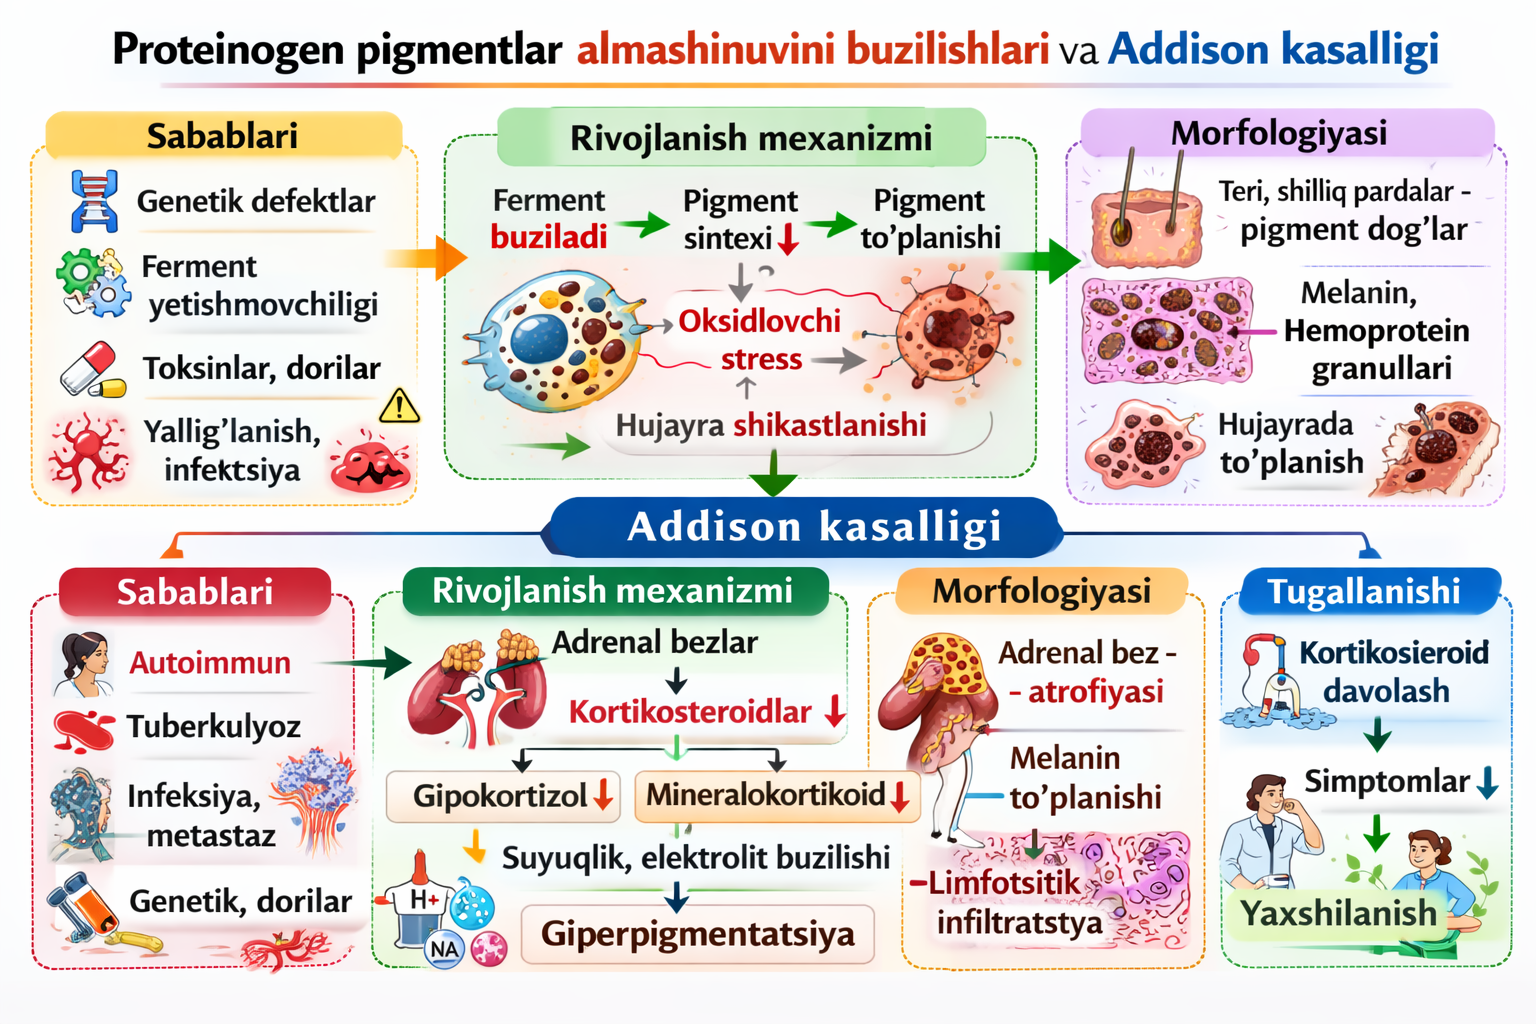 Proteinogen pigmentlar almashinuvini buzilishlari va Addison kasalligi
Sabablari
Genetik defektlar
Ferment
yetishmovchiligi
Toksinlar, dorilar
Yallig'lanish,
infektsiya
Rivojlanish mexanizmi
Ferment
buziladi
Pigment
sintexi
Pigment
to'planishi
?
Oksidlovchi
stress
Hujayra shikastlanishi
Morfologiyasi
Teri, shilliq pardalar -
pigment dog'lar
Melanin,
Hemoprotein
granullari
Hujayrada
to'planish
Addison kasalligi
Sabablari
Autoimmun
Tuberkulyoz
Infeksiya,
metastaz
Genetik, dorilar
Rivojlanish mexanizmi
Adrenal bezlar
Kortikosteroidlar
Gipokortizol
Mineralokortikoid
Suyuqlik, elektrolit buzilishi
H+
NA
Giperpigmentatsiya
Morfologiyasi
Adrenal bez -
- atrofiyasi
Melanin
to'planishi
Limfotsitik
infiltratstya
Tugallanishi
Kortikosieroid
davolash
Simptomlar
Yaxshilanish